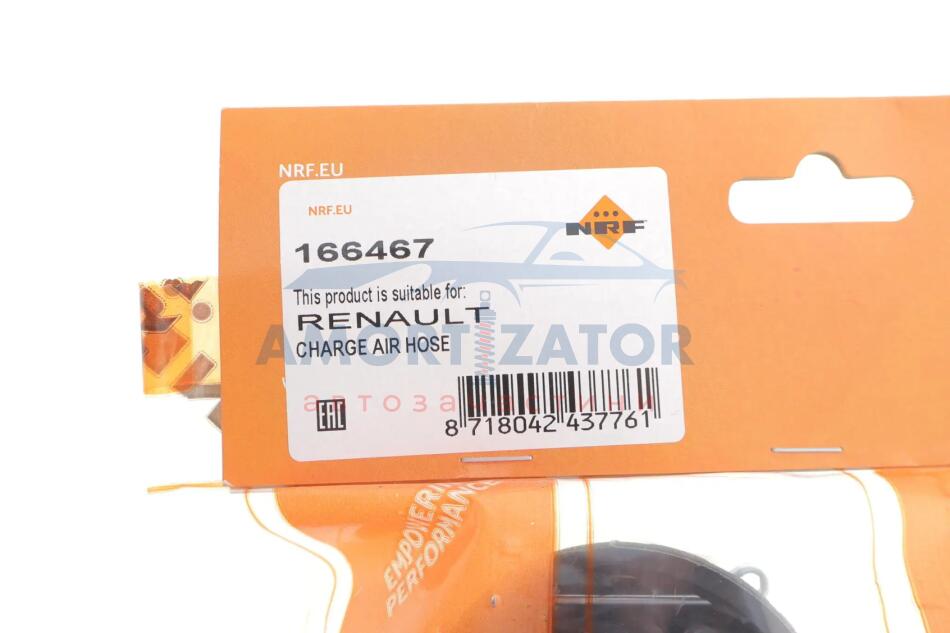 NRF.EU
NRF.EU
NRF
166467
This product is suitable for:
RENAULT
CHARGE AIR HOSE
AMORTIZATOR
автозапчастини
EAC
8 718042 437761
EMPOWERING
PERFORMANCE